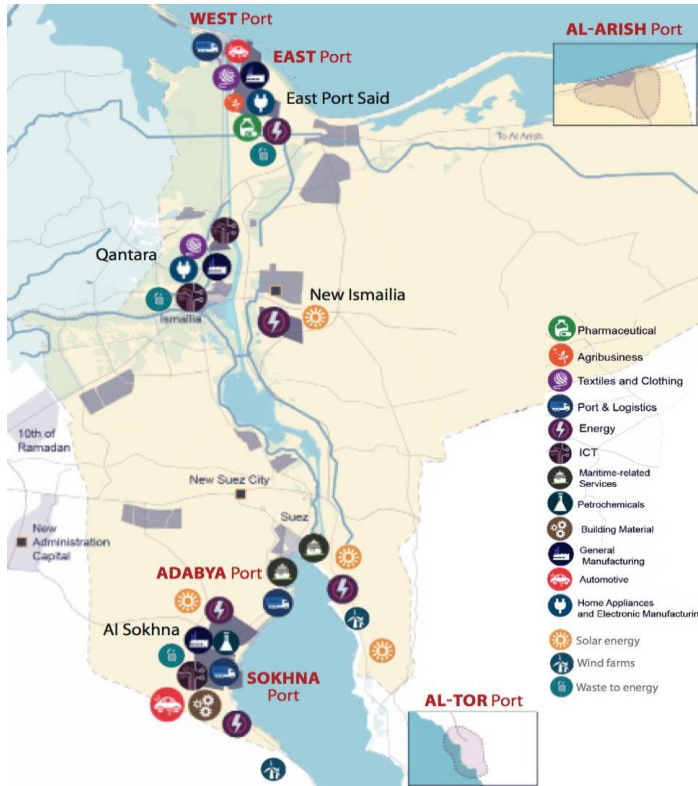 WEST Port
EAST Port
AL-ARISH Port
East Port Said
To Al Arish
Qantara
New Ismailia
Ismailia
Pharmaceutical
Agribusiness
Textiles and Clothing
Port & Logistics
Energy
ICT
Maritime-related
Services
Petrochemicals
Building Material
General
Manufacturing
Automotive
Home Appliances
and Electronic Manufacturin
Solar energy
Wind farms
Waste to energy
10th of
Ramadan
New Suez City
Suez
New
Administration
Capital
ADABYA Port
Al Sokhna
SOKHNA
Port
AL-TOR Port